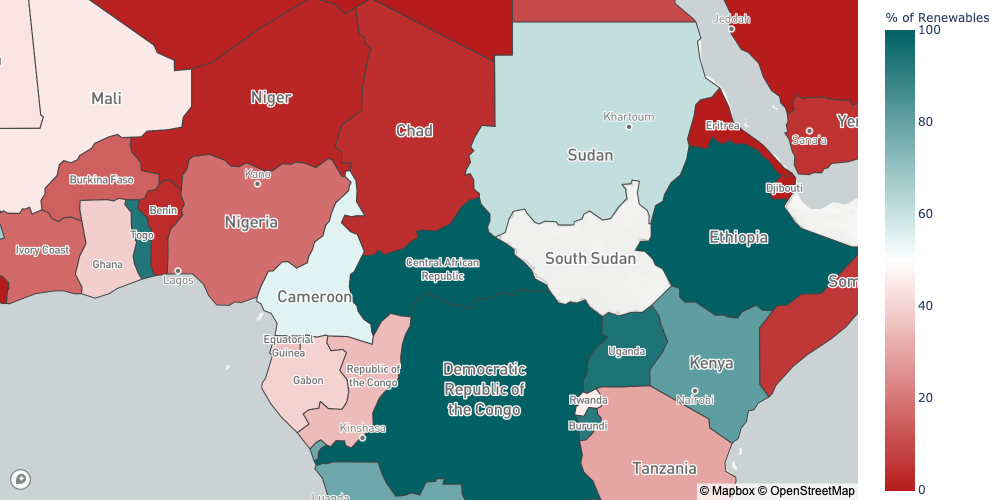 Jeddah
% of Renewables
100
Mali
Niger
Chad
Khartoum
Sudan
Eritrea
Yer
Sana'a
80
Burkina Faso
Kano
Djibouti
Benin
Nigeria
60
Togo
Ivory Coast
Ghana
Ethiopia
Central African
Republic
South Sudan
Lagos
Som
Cameroon
40
Equatorial
Guinea
Gabon
Republic of
the Congo
Democratic
Republic of
the Congo
Uganda
Kenya
Nairobi
20
Rwanda
Burundi
Kinshasa
Tanzania
Luanda
0
© Mapbox © OpenStreetMap